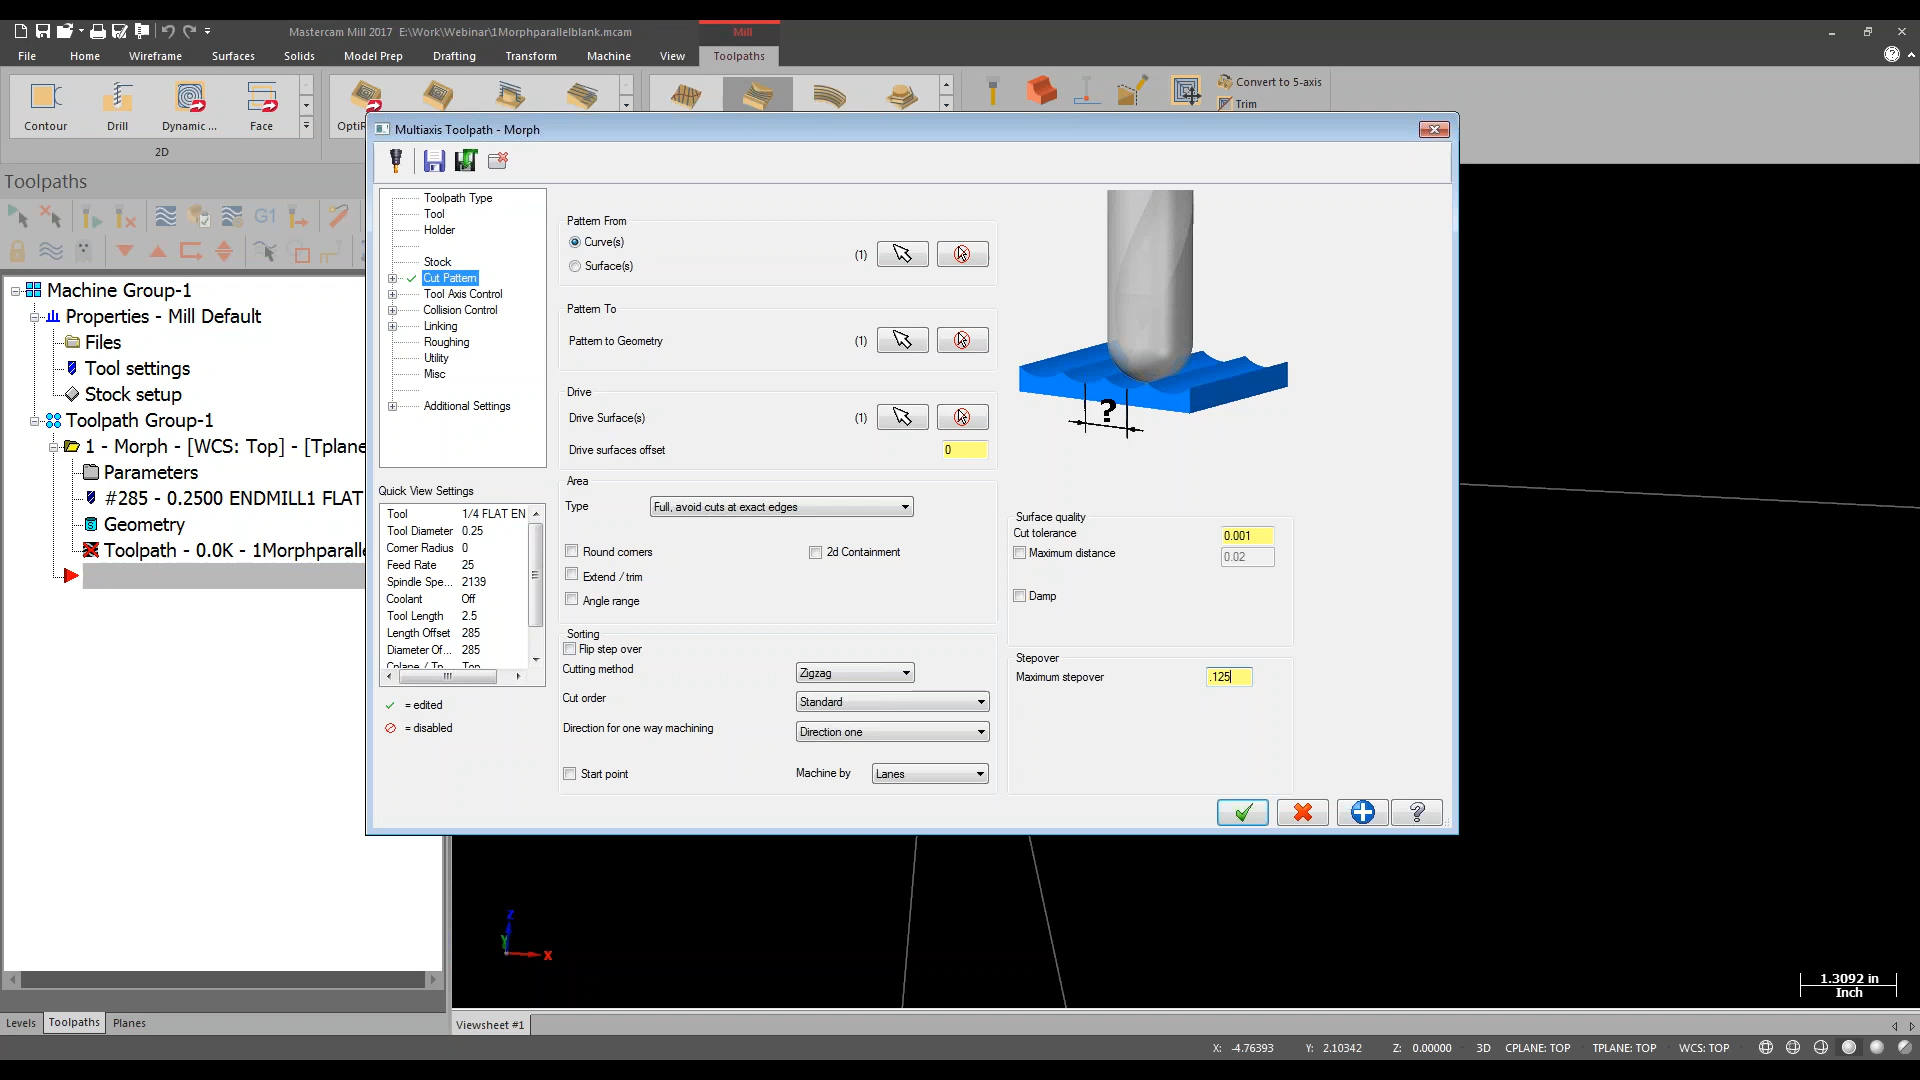 Mastercam Mill 2017 E:\Work\Webinar\1Morphparallelblank.mcam
Mill
File Home Wireframe Surfaces Solids Model Prep Drafting Transform Machine View Toolpaths
Contour Drill Dynamic ... Face
2D
Convert to 5-axis
Trim
Toolpaths
G1
Machine Group-1
Properties - Mill Default
Files
Tool settings
Stock setup
Toolpath Group-1
1 - Morph - [WCS: Top] - [Tplane
Parameters
#285 - 0.2500 ENDMILL1 FLAT
Geometry
Toolpath - 0.0K - 1Morphparalle
Multiaxis Toolpath - Morph
Toolpath Type
Tool
Holder
Stock
Cut Pattern
Tool Axis Control
Collision Control
Linking
Roughing
Utility
Misc
Additional Settings
Quick View Settings
Tool 1/4 FLAT EN
Tool Diameter 0.25
Corner Radius 0
Feed Rate 25
Spindle Spe... 2139
Coolant Off
Tool Length 2.5
Length Offset 285
Diameter Of... 285
Cplane / Tp... Top
= edited
= disabled
Pattern From
Curve(s) (1)
Surface(s)
Pattern To
Pattern to Geometry (1)
Drive
Drive Surface(s) (1)
Drive surfaces offset 0
Area
Type Full, avoid cuts at exact edges
Round corners 2d Containment
Extend / trim
Angle range
Sorting
Flip step over
Cutting method Zigzag
Cut order Standard
Direction for one way machining Direction one
Start point Machine by Lanes
?
Surface quality
Cut tolerance 0.001
Maximum distance 0.02
Damp
Stepover
Maximum stepover .125
Z
Y
X
1.3092 in
Inch
Levels Toolpaths Planes
Viewsheet #1
X: -4.76393 Y: 2.10342 Z: 0.00000 3D CPLANE: TOP TPLANE: TOP WCS: TOP